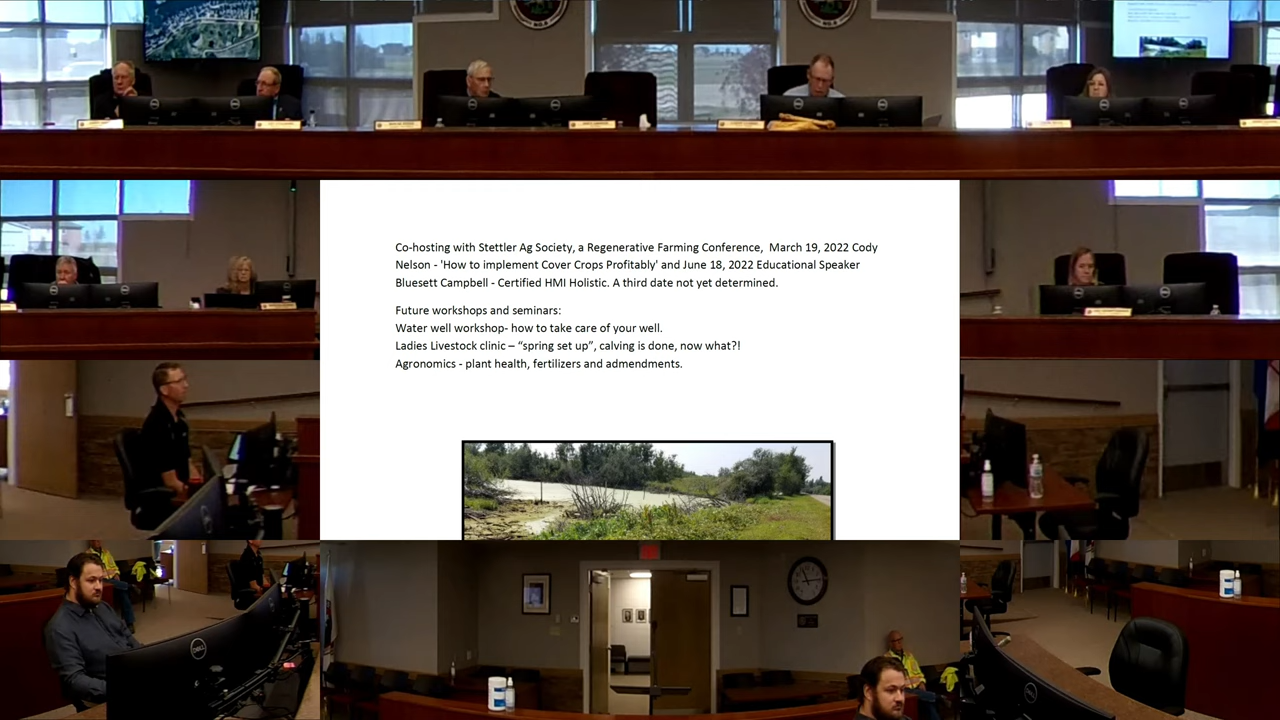 Co-hosting with Stettler Ag Society, a Regenerative Farming Conference, March 19, 2022 Cody
Nelson - 'How to implement Cover Crops Profitably' and June 18, 2022 Educational Speaker
Bluesett Campbell - Certified HMI Holistic. A third date not yet determined.
Future workshops and seminars:
Water well workshop- how to take care of your well.
Ladies Livestock clinic – “spring set up”, calving is done, now what?!
Agronomics - plant health, fertilizers and admendments.
DELL